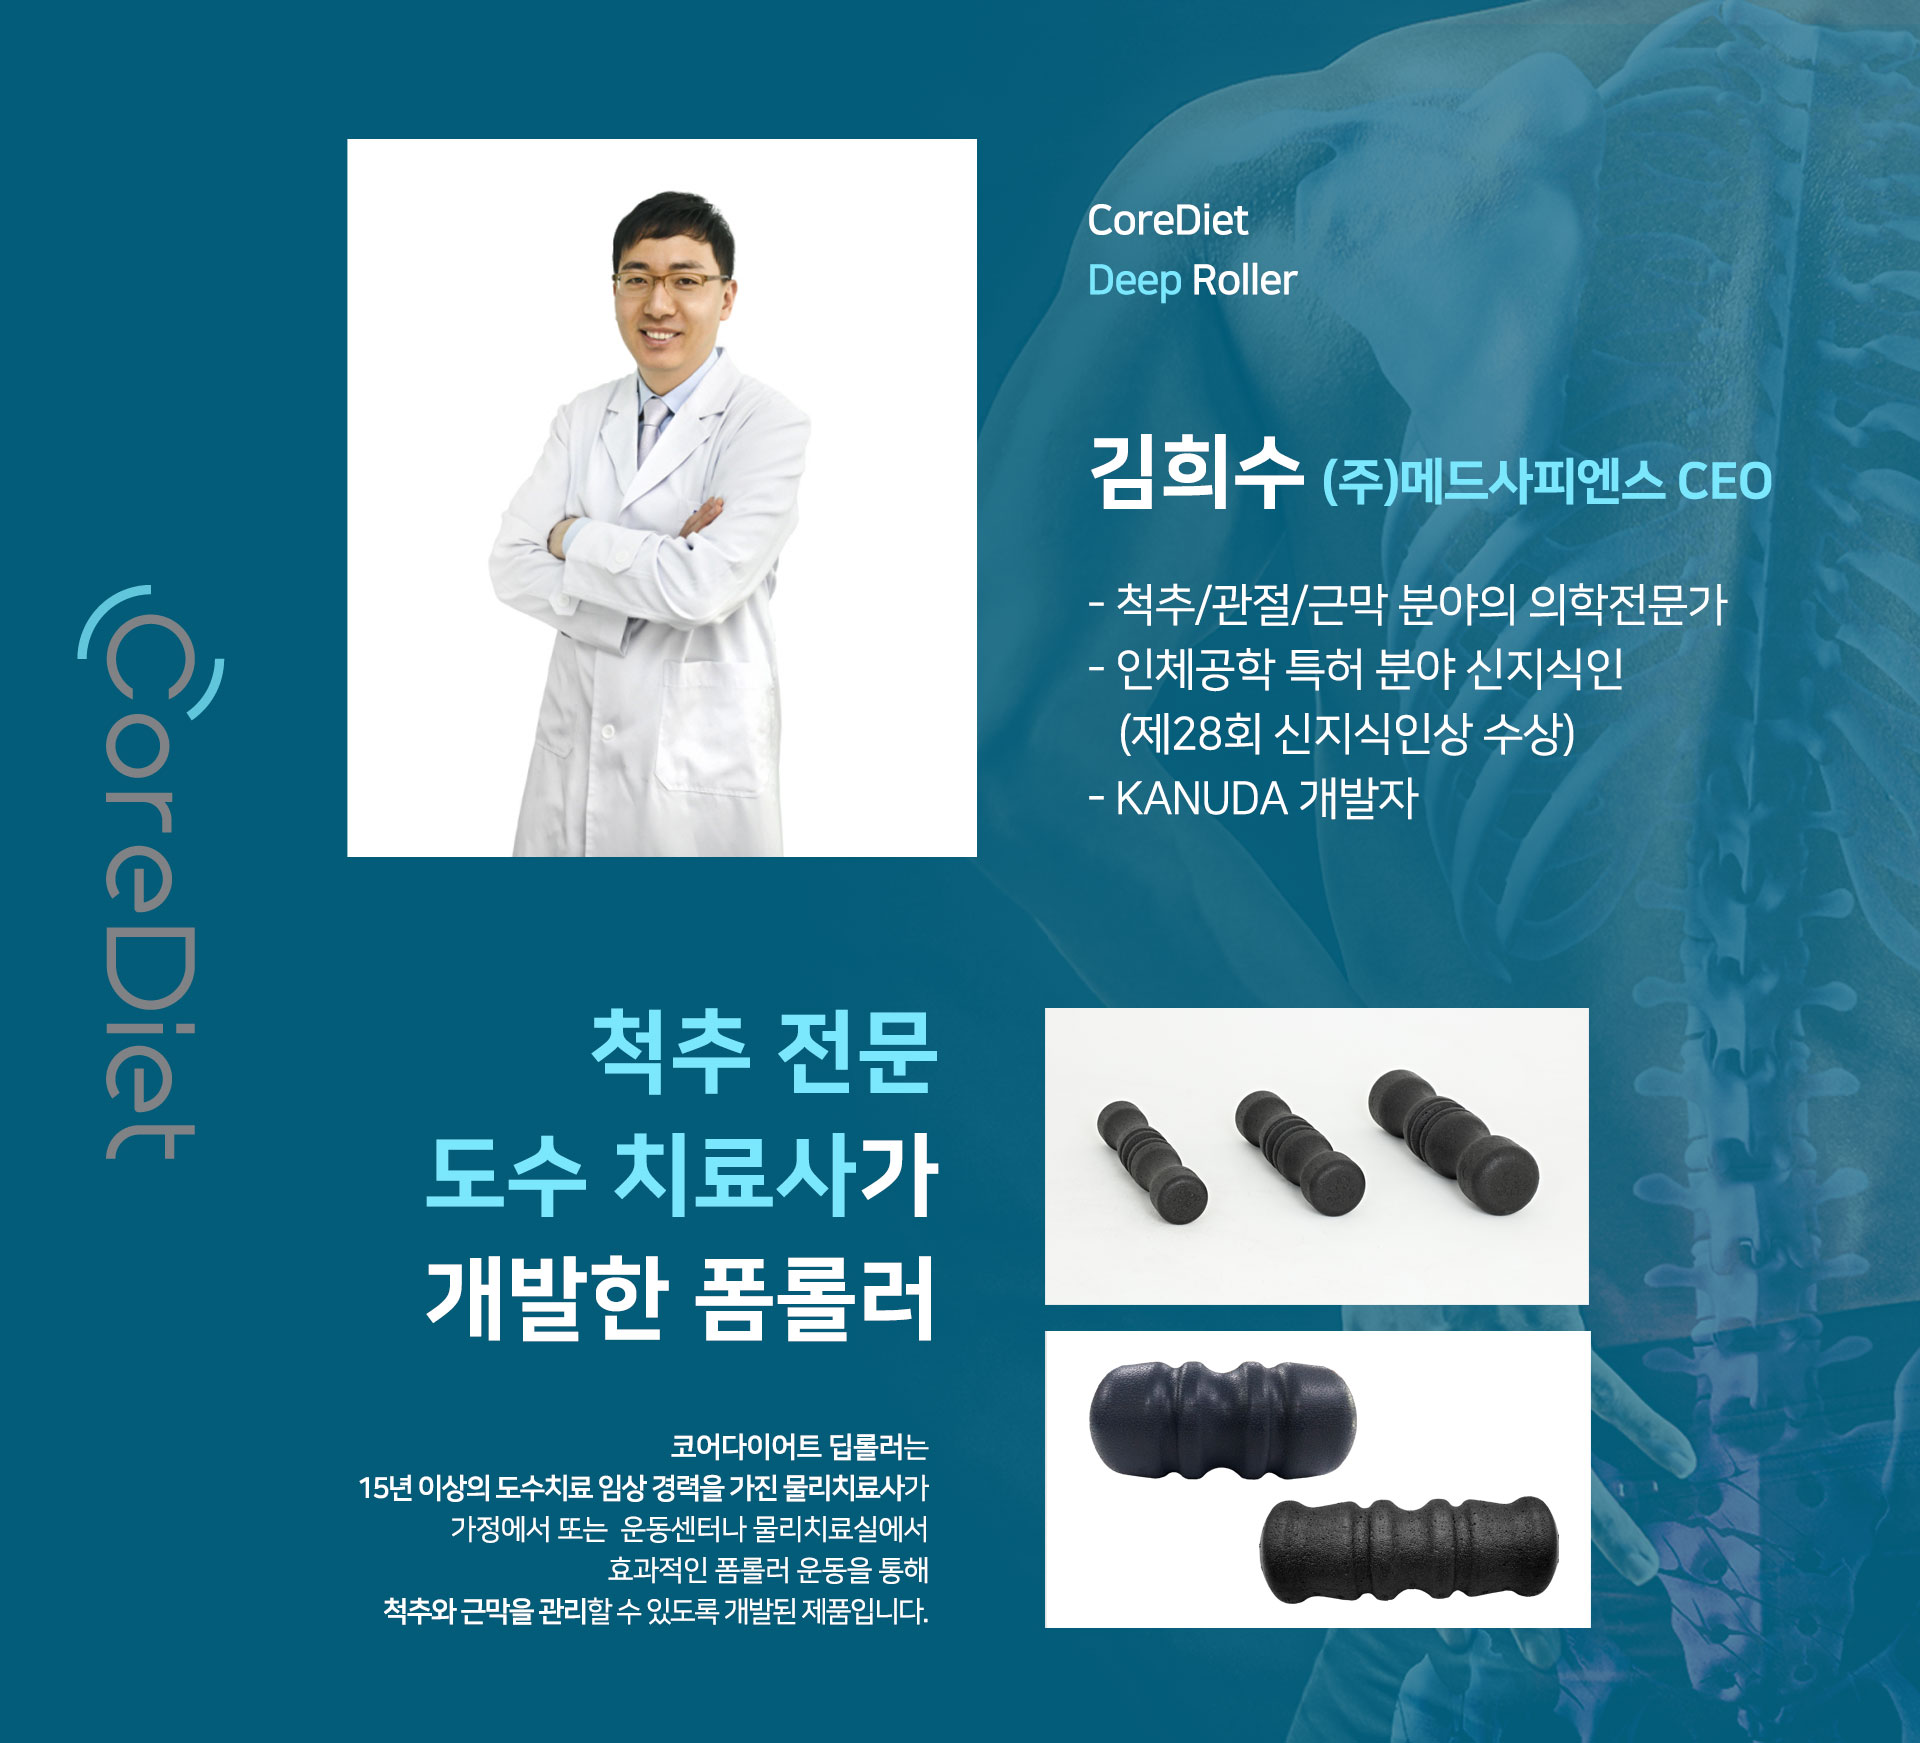 CoreDiet
CoreDiet
Deep Roller
김희수 (주)메드사피엔스 CEO
- 척추/관절/근막 분야의 의학전문가
- 인체공학 특허 분야 신지식인
(제28회 신지식인상 수상)
- KANUDA 개발자
척추 전문
도수 치료사가
개발한 폼롤러
코어다이어트 딥롤러는
15년 이상의 도수치료 임상 경력을 가진 물리치료사가
가정에서 또는 운동센터나 물리치료실에서
효과적인 폼롤러 운동을 통해
척추와 근막을 관리할 수 있도록 개발된 제품입니다.